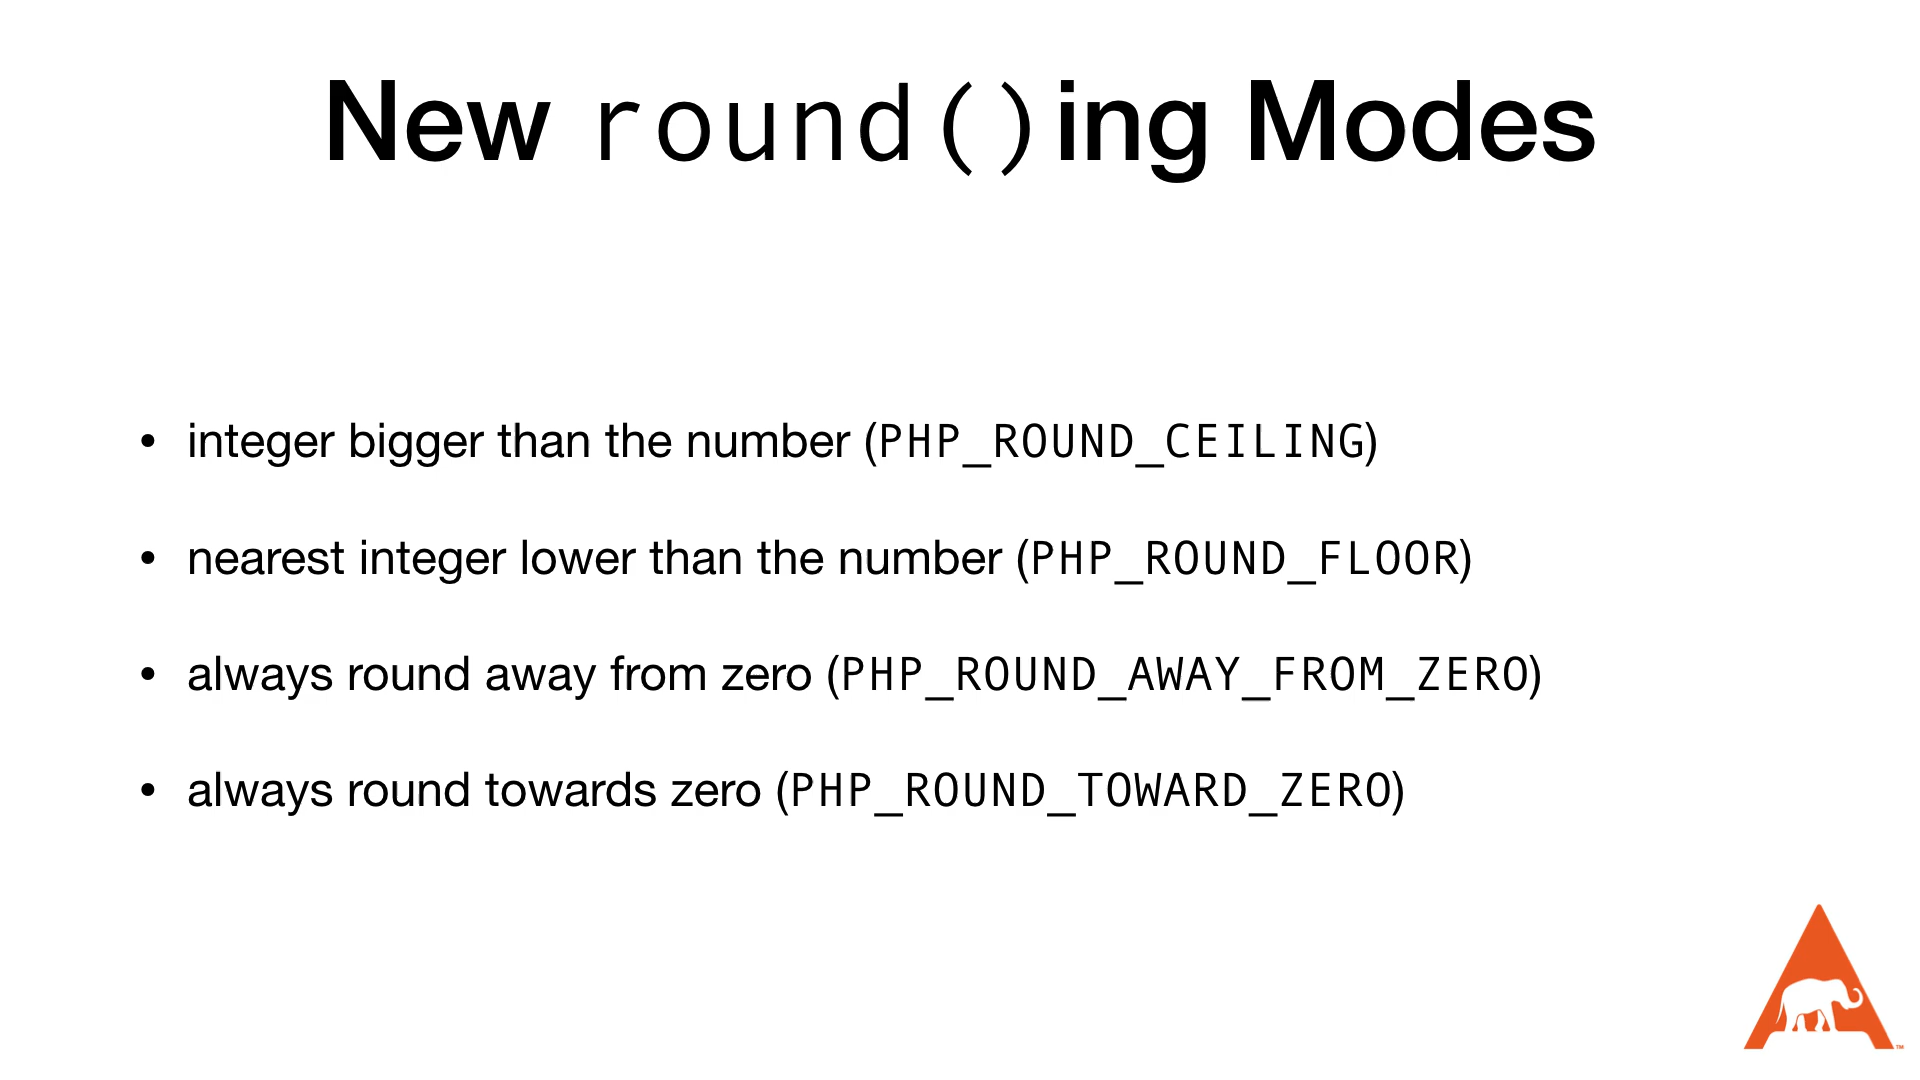 New round()ing Modes
• integer bigger than the number (PHP_ROUND_CEILING)
• nearest integer lower than the number (PHP_ROUND_FLOOR)
• always round away from zero (PHP_ROUND_AWAY_FROM_ZERO)
• always round towards zero (PHP_ROUND_TOWARD_ZERO)
™